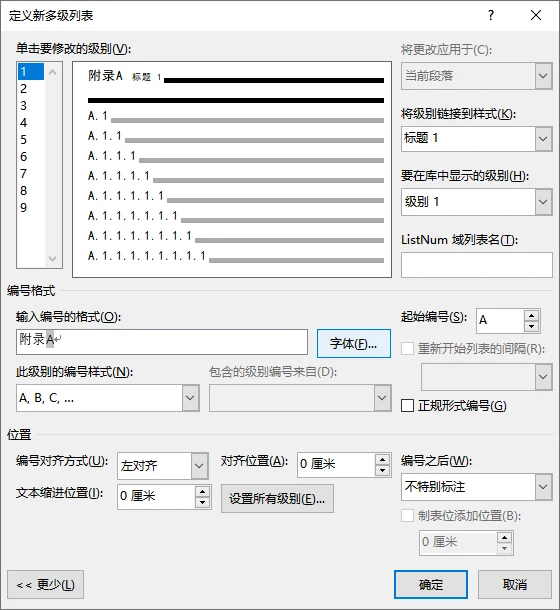 定义新多级列表
单击要修改的级别(V):
1
2
3
4
5
6
7
8
9
附录A 标题 1
A.1
A.1.1
A.1.1.1
A.1.1.1.1
A.1.1.1.1.1
A.1.1.1.1.1.1
A.1.1.1.1.1.1.1
A.1.1.1.1.1.1.1.1
将更改应用于(C):
当前段落
将级别链接到样式(K):
标题 1
要在库中显示的级别(H):
级别 1
ListNum 域列表名(T):
编号格式
输入编号的格式(O):
附录A↵
字体(F)...
起始编号(S):
A
重新开始列表的间隔(R):
此级别的编号样式(N):
A, B, C, ...
包含的级别编号来自(D):
正规形式编号(G)
位置
编号对齐方式(U):
左对齐
对齐位置(A):
0 厘米
编号之后(W):
不特别标注
文本缩进位置(I):
0 厘米
设置所有级别(E)...
制表位添加位置(B):
0 厘米
<< 更少(L)
确定
取消